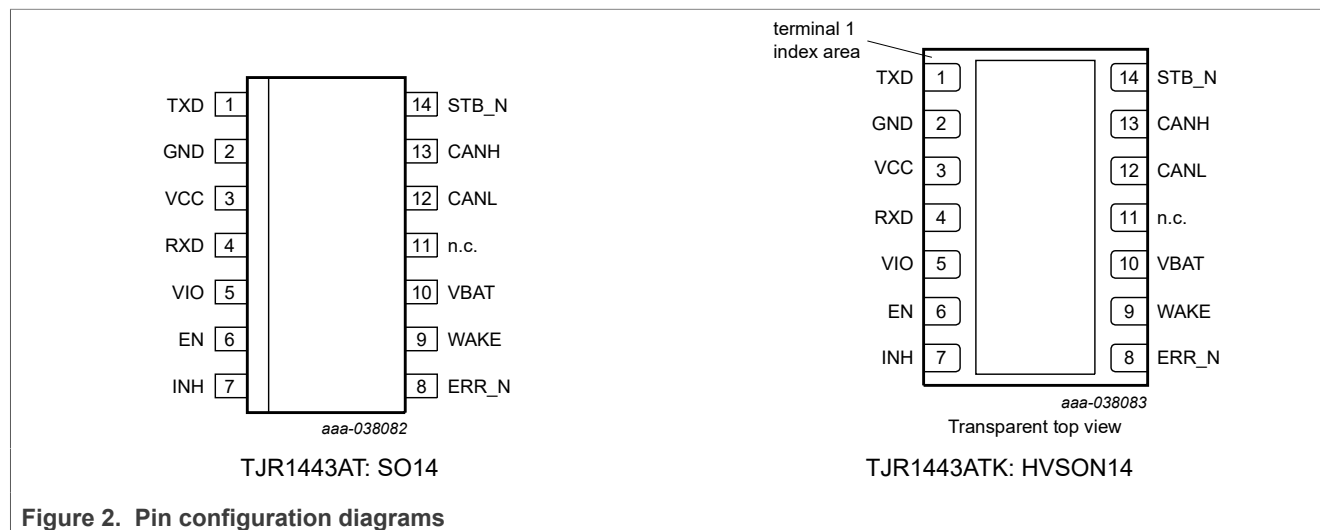 TXD 1 14 STB_N
GND 2 13 CANH
VCC 3 12 CANL
RXD 4 11 n.c.
VIO 5 10 VBAT
EN 6 9 WAKE
INH 7 8 ERR_N
aaa-038082
TJR1443AT: SO14
terminal 1
index area
TXD 1 14 STB_N
GND 2 13 CANH
VCC 3 12 CANL
RXD 4 11 n.c.
VIO 5 10 VBAT
EN 6 9 WAKE
INH 7 8 ERR_N
aaa-038083
Transparent top view
TJR1443ATK: HVSON14
Figure 2. Pin configuration diagrams